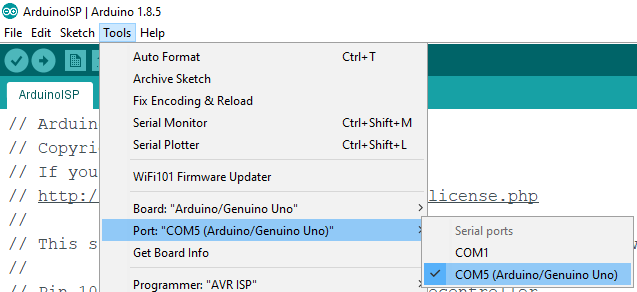 ArduinoISP | Arduino 1.8.5
File Edit Sketch Tools Help
ArduinoISP
Auto Format Ctrl+T
Archive Sketch
Fix Encoding & Reload
Serial Monitor Ctrl+Shift+M
Serial Plotter Ctrl+Shift+L
WiFi101 Firmware Updater
Board: "Arduino/Genuino Uno"
Port: "COM5 (Arduino/Genuino Uno)"
Get Board Info
Programmer: "AVR ISP"
Serial ports
COM1
COM5 (Arduino/Genuino Uno)
// Arduin
// Copyri
// If you
// http:/ license.php
//
// This s
//
// Pin 10